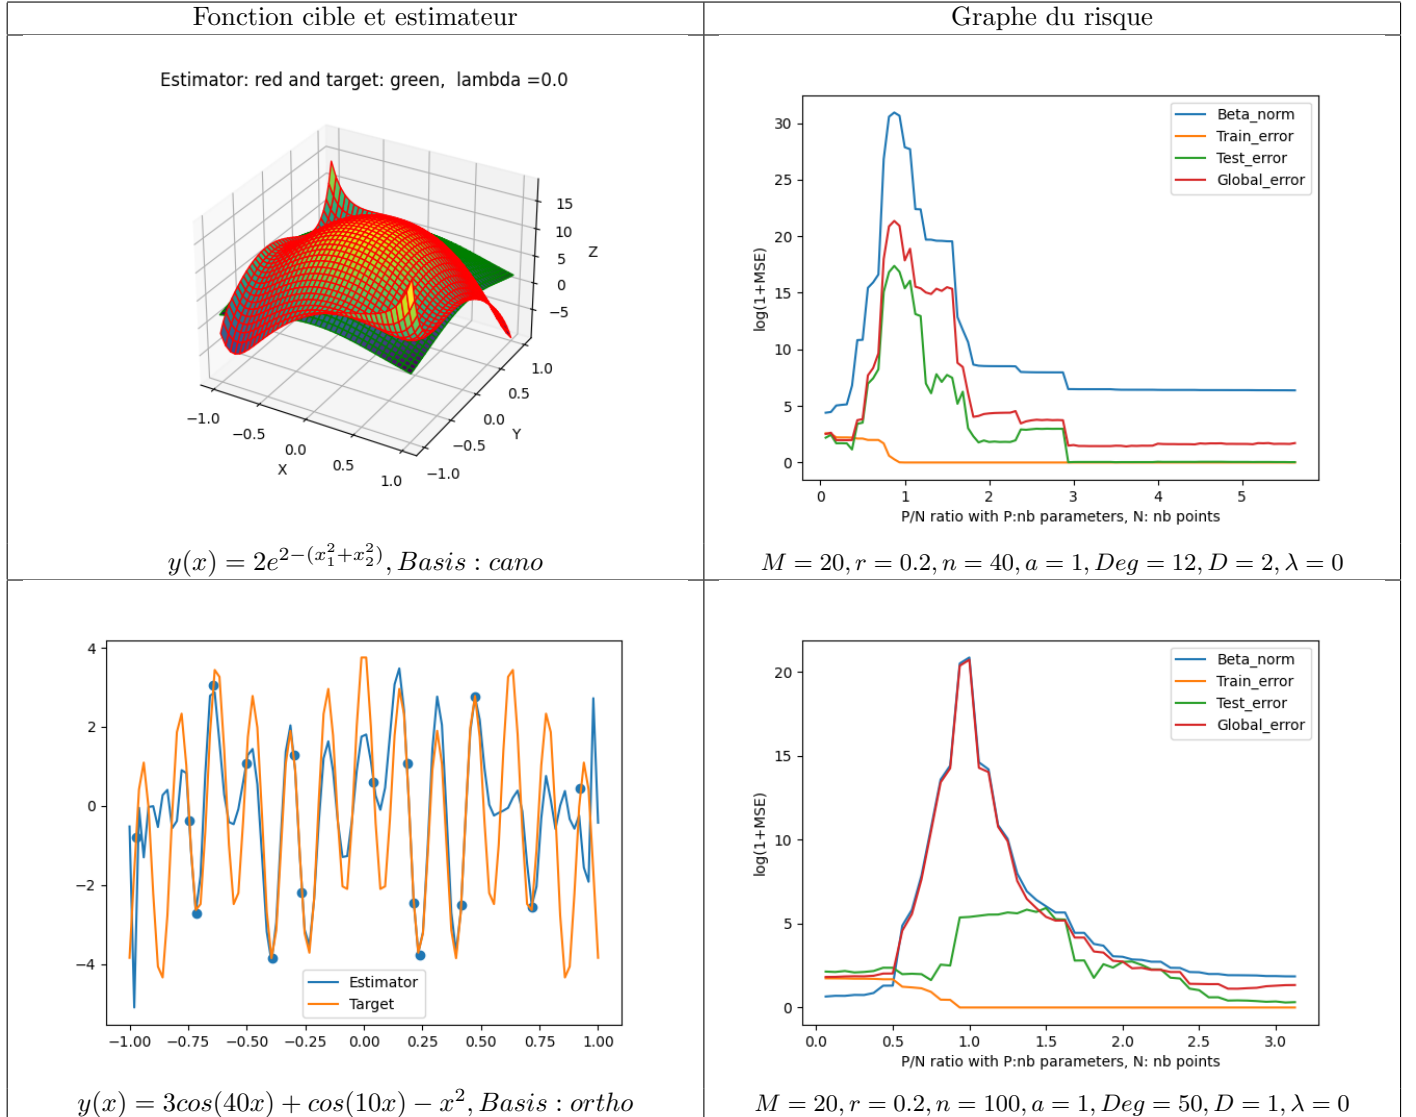 Fonction cible et estimateur
Graphe du risque
Estimator: red and target: green,  lambda =0.0
15
10
5
0
−5
Z
−1.0
−0.5
0.0
0.5
1.0
X
1.0
0.5
0.0
−0.5
−1.0
Y
y(x) = 2e^{2−(x_1^2+x_2^2)}, Basis : cano
Beta_norm
Train_error
Test_error
Global_error
30
25
20
15
10
5
0
log(1+MSE)
0 1 2 3 4 5
P/N ratio with P:nb parameters, N: nb points
M = 20, r = 0.2, n = 40, a = 1, Deg = 12, D = 2, λ = 0
4
2
0
−2
−4
Estimator
Target
−1.00 −0.75 −0.50 −0.25 0.00 0.25 0.50 0.75 1.00
y(x) = 3cos(40x) + cos(10x) − x², Basis : ortho
Beta_norm
Train_error
Test_error
Global_error
20
15
10
5
0
log(1+MSE)
0.0 0.5 1.0 1.5 2.0 2.5 3.0
P/N ratio with P:nb parameters, N: nb points
M = 20, r = 0.2, n = 100, a = 1, Deg = 50, D = 1, λ = 0